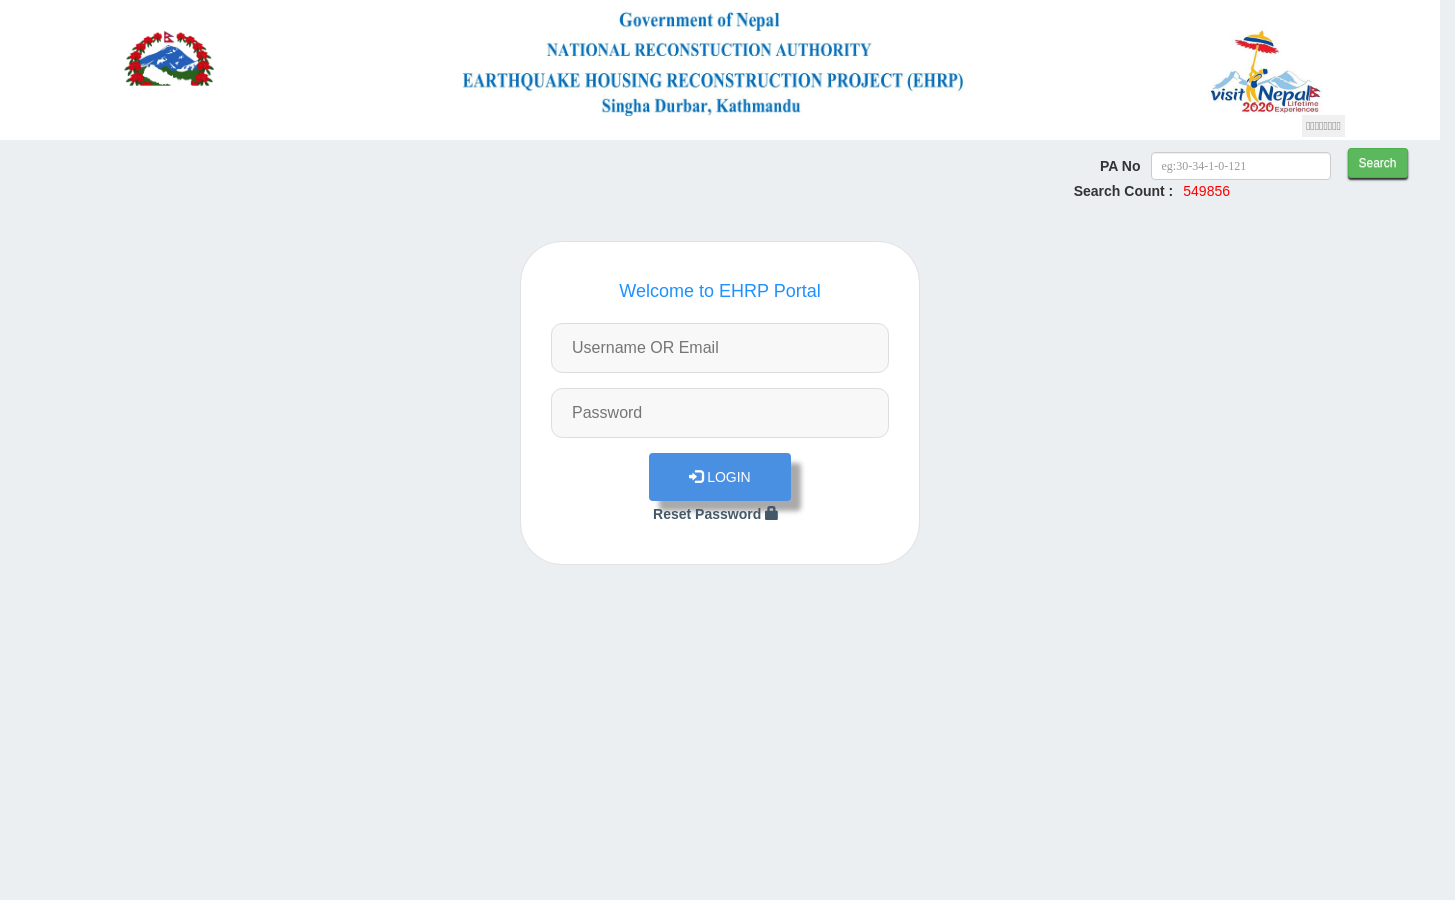 Government of Nepal
NATIONAL RECONSTUCTION AUTHORITY
EARTHQUAKE HOUSING RECONSTRUCTION PROJECT (EHRP)
Singha Durbar, Kathmandu
visit Nepal
2020 Lifetime Experiences
PA No eg:30-34-1-0-121 Search
Search Count : 549856
Welcome to EHRP Portal
Username OR Email
Password
LOGIN
Reset Password